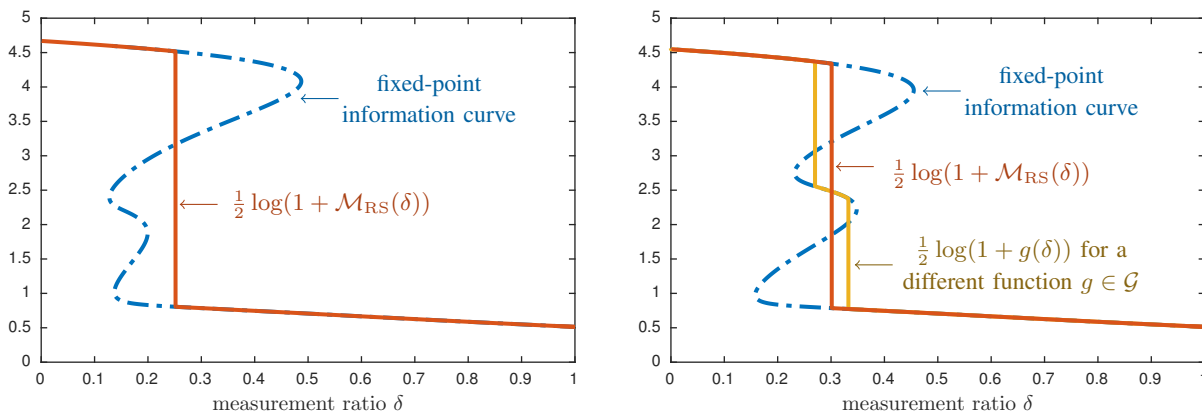 5
4.5
4
3.5
3
2.5
2
1.5
1
0.5
0
0 0.1 0.2 0.3 0.4 0.5 0.6 0.7 0.8 0.9 1
measurement ratio δ
fixed-point
information curve
½ log(1 + ℳ_RS(δ))
5
4.5
4
3.5
3
2.5
2
1.5
1
0.5
0
0 0.1 0.2 0.3 0.4 0.5 0.6 0.7 0.8 0.9 1
measurement ratio δ
fixed-point
information curve
½ log(1 + ℳ_RS(δ))
½ log(1 + g(δ)) for a
different function g ∈ 𝒢